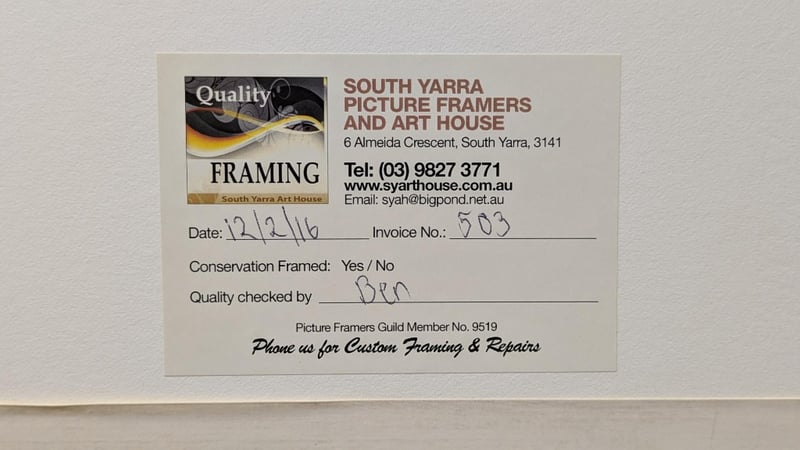 Quality
FRAMING
South Yarra Art House
SOUTH YARRA
PICTURE FRAMERS
AND ART HOUSE
6 Almeida Crescent, South Yarra, 3141
Tel: (03) 9827 3771
www.syarthouse.com.au
Email: syah@bigpond.net.au
Date: 12/2/16 Invoice No.: 503
Conservation Framed: Yes / No
Quality checked by Ben
Picture Framers Guild Member No. 9519
Phone us for Custom Framing & Repairs